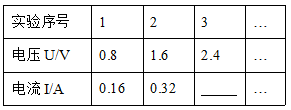 实验序号 1 2 3 …
电压 U/V 0.8 1.6 2.4 …
电流 I/A 0.16 0.32 _____ …